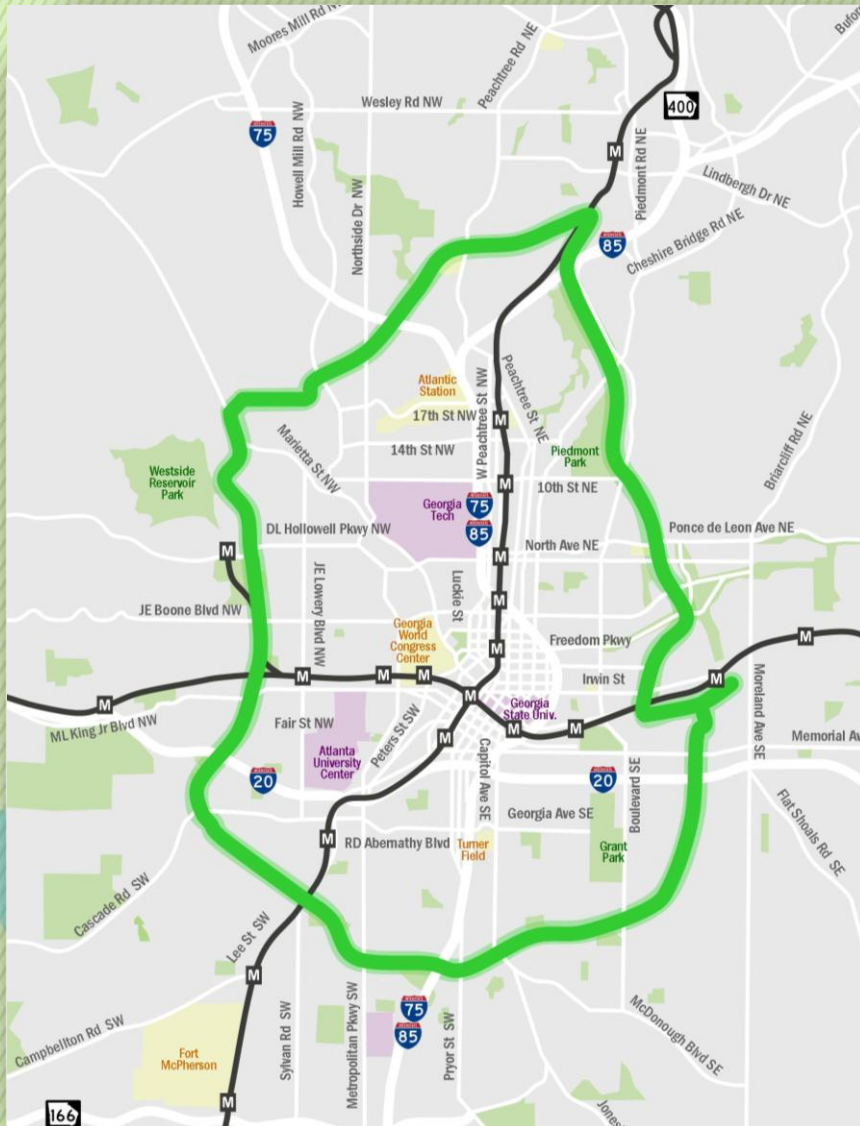 Moores Mill Rd
Peachtree Rd NE
400
Wesley Rd NW
75
Howell Mill Rd NW
M
Piedmont Rd NE
Lindbergh Dr NE
Northside Dr NW
85
Cheshire Bridge Rd NE
Atlantic
Station
W Peachtree St NW
Peachtree St NE
17th St NW
M
14th St NW
Marietta St NW
Piedmont
Park
Briarcliff Rd NE
Westside
Reservoir
Park
M
10th St NE
Georgia
Tech
75
85
DL Hollowell Pkwy NW
Ponce de Leon Ave NE
North Ave NE
M
M
JE Lowery Blvd NW
Luckie St
M
JE Boone Blvd NW
Georgia
World
Congress
Center
Freedom Pkwy
M
M
Irwin St
M
M
M
M
M
M
Moreland Ave SE
M
Georgia
State Univ.
ML King Jr Blvd NW
Fair St NW
Peters St SW
M
M
M
Memorial
Atlanta
University
Center
Capitol Ave SE
20
20
Boulevard SE
Georgia Ave SE
Flat Shoals Rd SE
M
RD Abernathy Blvd
Turner
Field
Grant
Park
Cascade Rd SW
Lee St SW
M
75
85
Campbellton Rd SW
Sylvan Rd SW
Metropolitan Pkwy SW
Pryor St SW
McDonough Blvd SE
Fort
McPherson
M
166